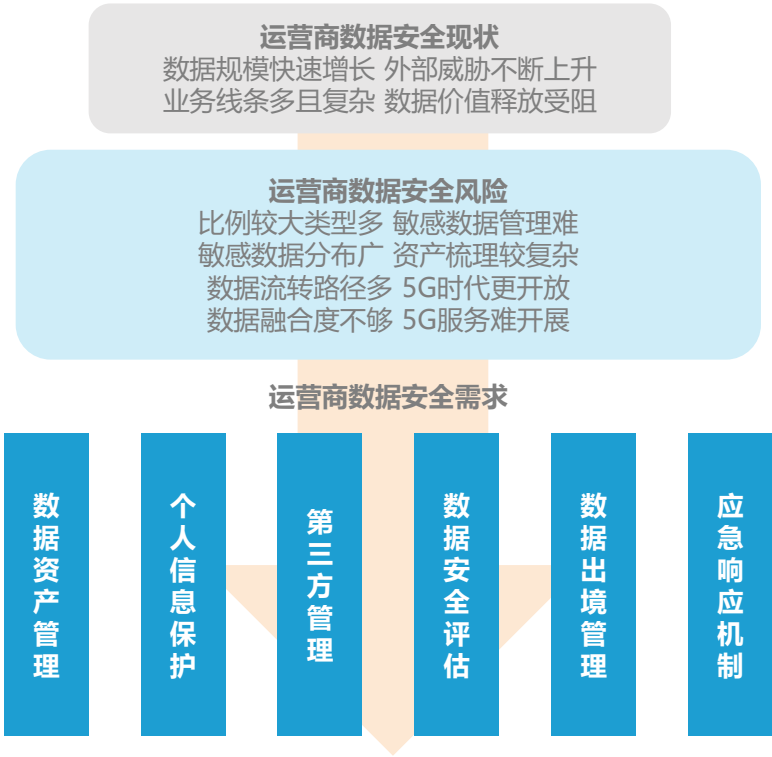 运营商数据安全现状
数据规模快速增长 外部威胁不断上升
业务线条多且复杂 数据价值释放受阻
运营商数据安全风险
比例较大类型多 敏感数据管理难
敏感数据分布广 资产梳理较复杂
数据流转路径多 5G时代更开放
数据融合度不够 5G服务难开展
运营商数据安全需求
数据资产管理
个人信息保护
第三方管理
数据安全评估
数据出境管理
应急响应机制